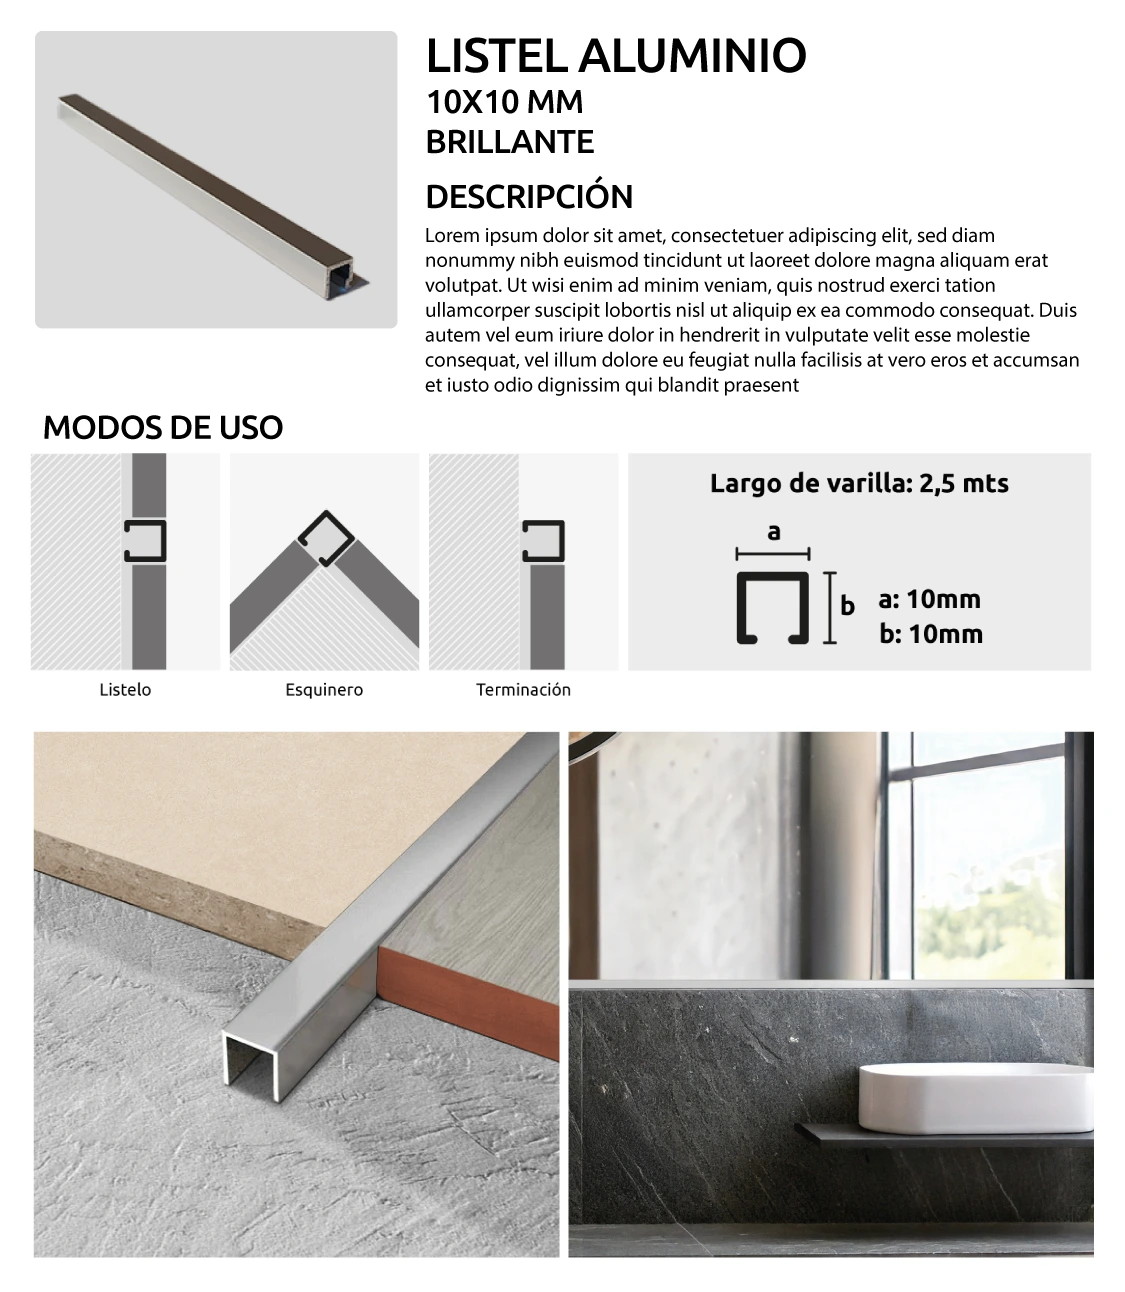 LISTEL ALUMINIO
10X10 MM
BRILLANTE
DESCRIPCIÓN
Lorem ipsum dolor sit amet, consectetuer adipiscing elit, sed diam
nonummy nibh euismod tincidunt ut laoreet dolore magna aliquam erat
volutpat. Ut wisi enim ad minim veniam, quis nostrud exerci tation
ullamcorper suscipit lobortis nisl ut aliquip ex ea commodo consequat. Duis
autem vel eum iriure dolor in hendrerit in vulputate velit esse molestie
consequat, vel illum dolore eu feugiat nulla facilisis at vero eros et accumsan
et iusto odio dignissim qui blandit praesent
MODOS DE USO
Listelo
Esquinero
Terminación
Largo de varilla: 2,5 mts
a
b
a: 10mm
b: 10mm